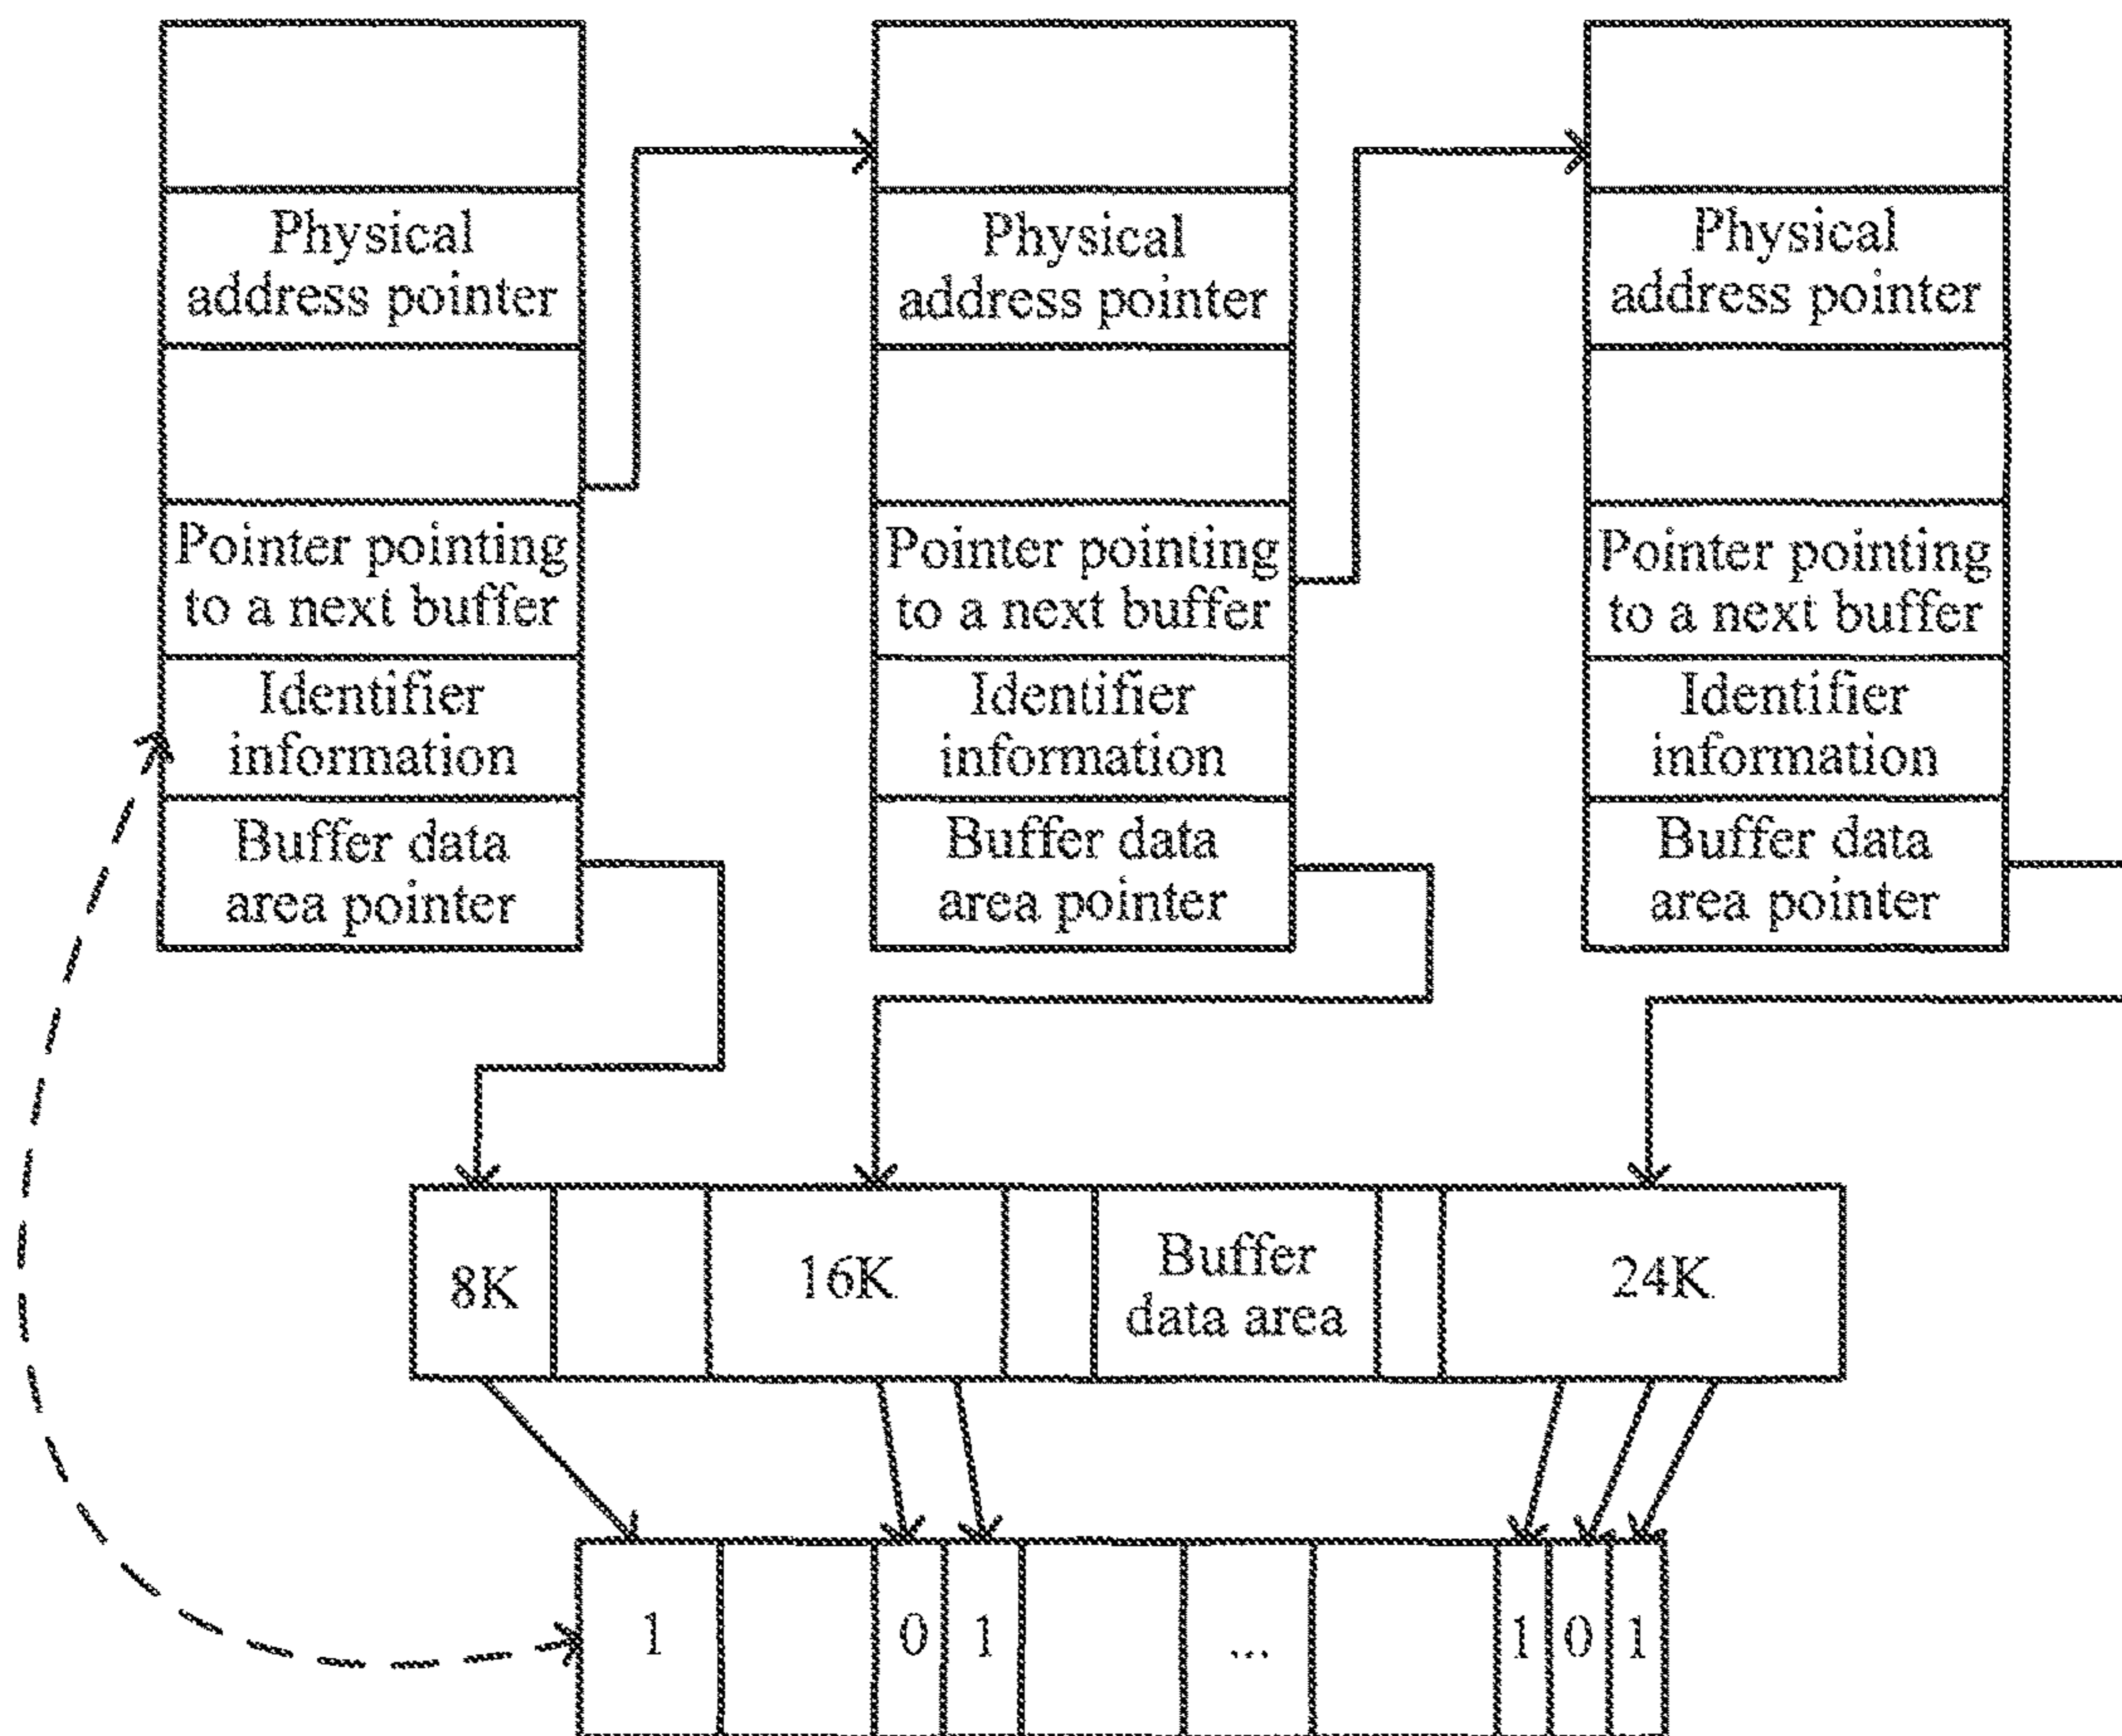 Physical
address pointer
Pointer pointing
to a next buffer
Identifier
information
Buffer data
area pointer
Physical
address pointer
Pointer pointing
to a next buffer
Identifier
information
Buffer data
area pointer
Physical
address pointer
Pointer pointing
to a next buffer
Identifier
information
Buffer data
area pointer
8K
16K
Buffer
data area
24K
1
0
1
...
1
0
1